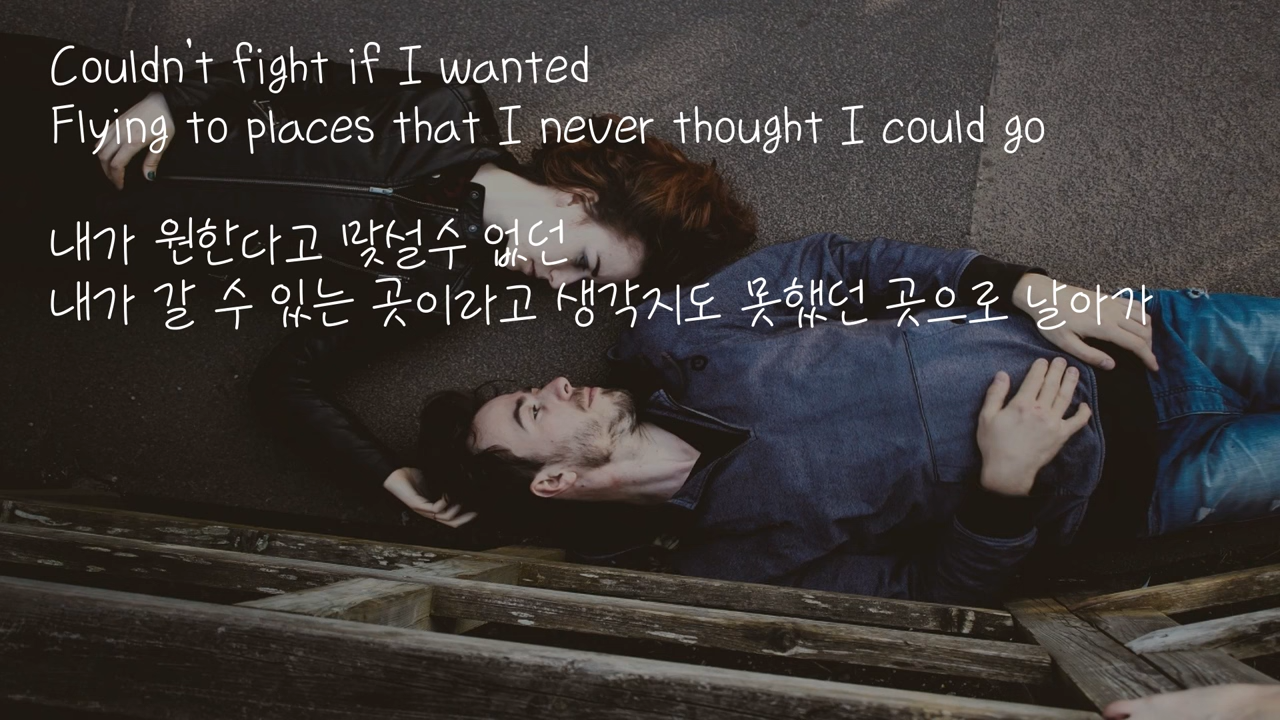 Couldn't fight if I wanted
Flying to places that I never thought I could go
내가 원한다고 맞설수 없던
내가 갈 수 있는 곳이라고 생각지도 못했던 곳으로 날아가